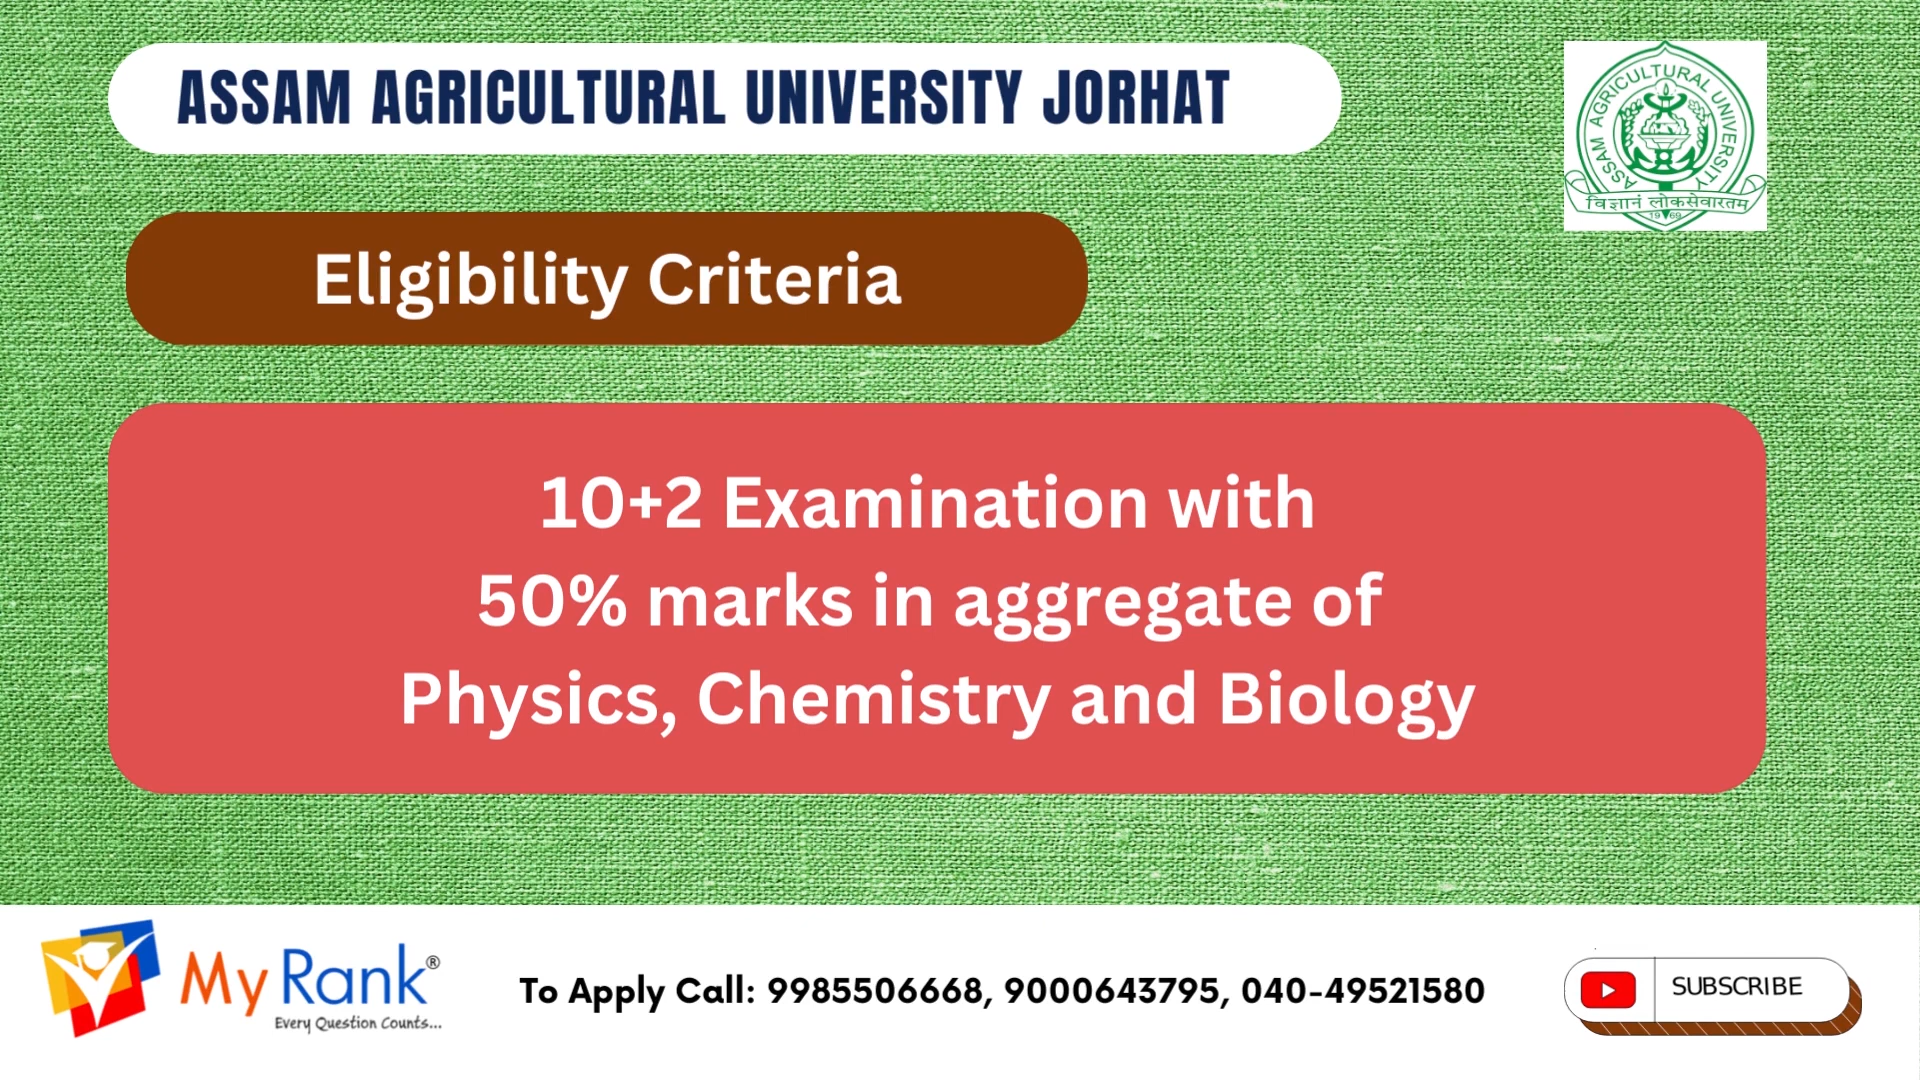 ASSAM AGRICULTURAL UNIVERSITY JORHAT
ASSAM AGRICULTURAL UNIVERSITY
विज्ञानं लोकसेवारतम
1969
Eligibility Criteria
10+2 Examination with
50% marks in aggregate of
Physics, Chemistry and Biology
My Rank®
Every Question Counts...
To Apply Call: 9985506668, 9000643795, 040-49521580
SUBSCRIBE